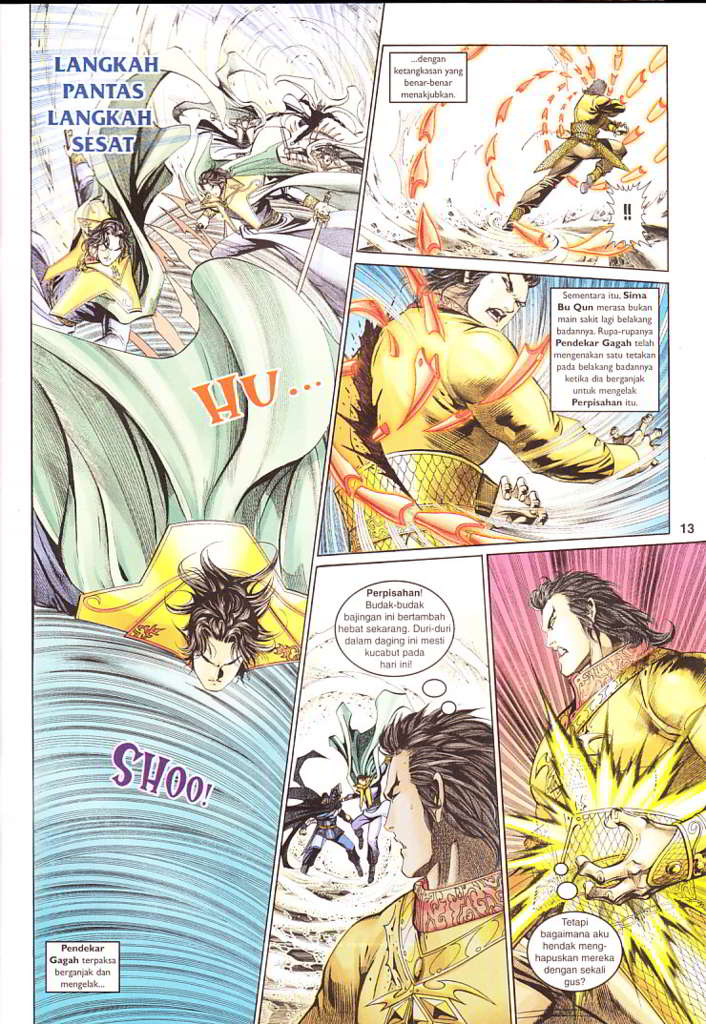 LANGKAH
PANTAS
LANGKAH
SESAT
HU...
SHOO!
Pendekar
Gagah terpaksa
berganjak dan
mengelak...
...dengan
ketangkasan yang
benar-benar
menakjubkan.
!!
Sementara itu, Sima
Bu Qun merasa bukan
main sakit lagi belakang
badannya. Rupa-rupanya
Pendekar Gagah telah
mengenakan satu tetakan
pada belakang badannya
ketika dia berganjak
untuk mengelak
Perpisahan itu.
13
Perpisahan!
Budak-budak
bajingan ini bertambah
hebat sekarang. Duri-duri
dalam daging ini mesti
kucabut pada
hari ini!
Tetapi
bagaimana aku
hendak meng-
hapuskan mereka
dengan sekali
gus?